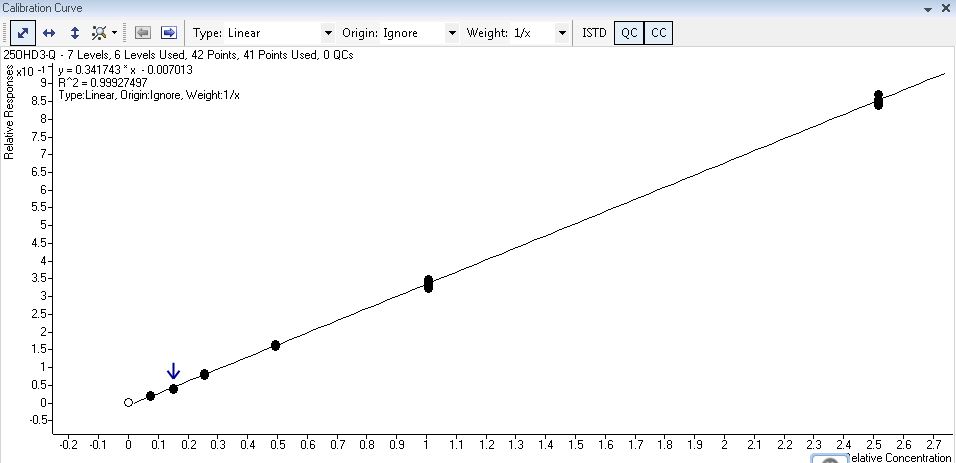 Calibration Curve
Type: Linear Origin: Ignore Weight: 1/x ISTD QC CC
25OHD3-Q - 7 Levels, 6 Levels Used, 42 Points, 41 Points Used, 0 QCs
x10 -1
y = 0.341743 * x - 0.007013
R^2 = 0.99927497
Type:Linear, Origin:Ignore, Weight:1/x
Relative Responses
9
8.5
8
7.5
7
6.5
6
5.5
5
4.5
4
3.5
3
2.5
2
1.5
1
0.5
0
-0.5
-0.2 -0.1 0 0.1 0.2 0.3 0.4 0.5 0.6 0.7 0.8 0.9 1 1.1 1.2 1.3 1.4 1.5 1.6 1.7 1.8 1.9 2 2.1 2.2 2.3 2.4 2.5 2.6 2.7
elative Concentration